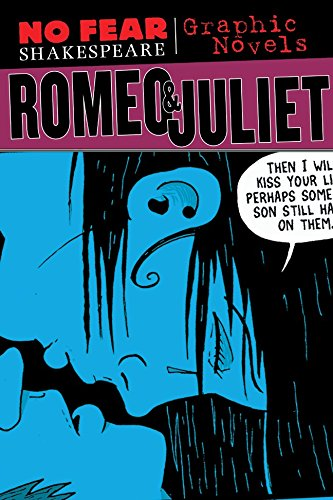 NO FEAR
SHAKESPEARE
Graphic
Novels
ROMEO & JULIET
THEN I WIL
KISS YOUR LI
PERHAPS SOME
SON STILL HA
ON THEM.